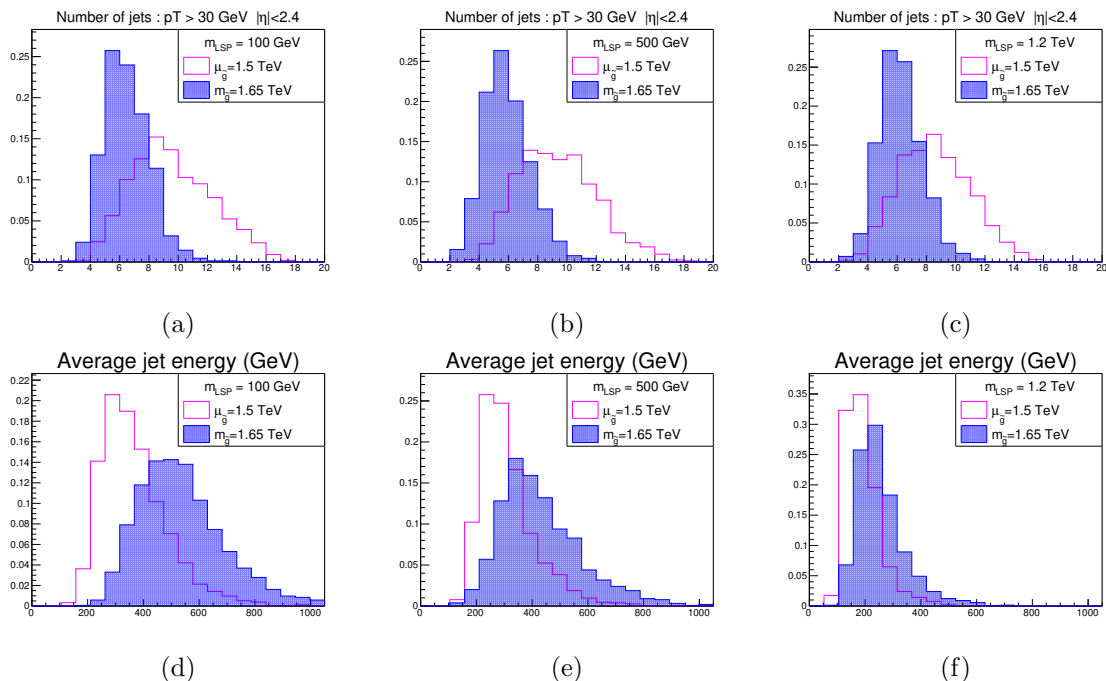 Number of jets : pT > 30 GeV |η|<2.4
m_LSP = 100 GeV
μ_g̃=1.5 TeV
m_g̃=1.65 TeV
0.25
0.2
0.15
0.1
0.05
0
0 2 4 6 8 10 12 14 16 18 20
(a)
Number of jets : pT > 30 GeV |η|<2.4
m_LSP = 500 GeV
μ_g̃=1.5 TeV
m_g̃=1.65 TeV
0.25
0.2
0.15
0.1
0.05
0
0 2 4 6 8 10 12 14 16 18 20
(b)
Number of jets : pT > 30 GeV |η|<2.4
m_LSP = 1.2 TeV
μ_g̃=1.5 TeV
m_g̃=1.65 TeV
0.25
0.2
0.15
0.1
0.05
0
0 2 4 6 8 10 12 14 16 18 20
(c)
Average jet energy (GeV)
m_LSP = 100 GeV
μ_g̃=1.5 TeV
m_g̃=1.65 TeV
0.22
0.2
0.18
0.16
0.14
0.12
0.1
0.08
0.06
0.04
0.02
0
0 200 400 600 800 1000
(d)
Average jet energy (GeV)
m_LSP = 500 GeV
μ_g̃=1.5 TeV
m_g̃=1.65 TeV
0.25
0.2
0.15
0.1
0.05
0
0 200 400 600 800 1000
(e)
Average jet energy (GeV)
m_LSP = 1.2 TeV
μ_g̃=1.5 TeV
m_g̃=1.65 TeV
0.35
0.3
0.25
0.2
0.15
0.1
0.05
0
0 200 400 600 800 1000
(f)